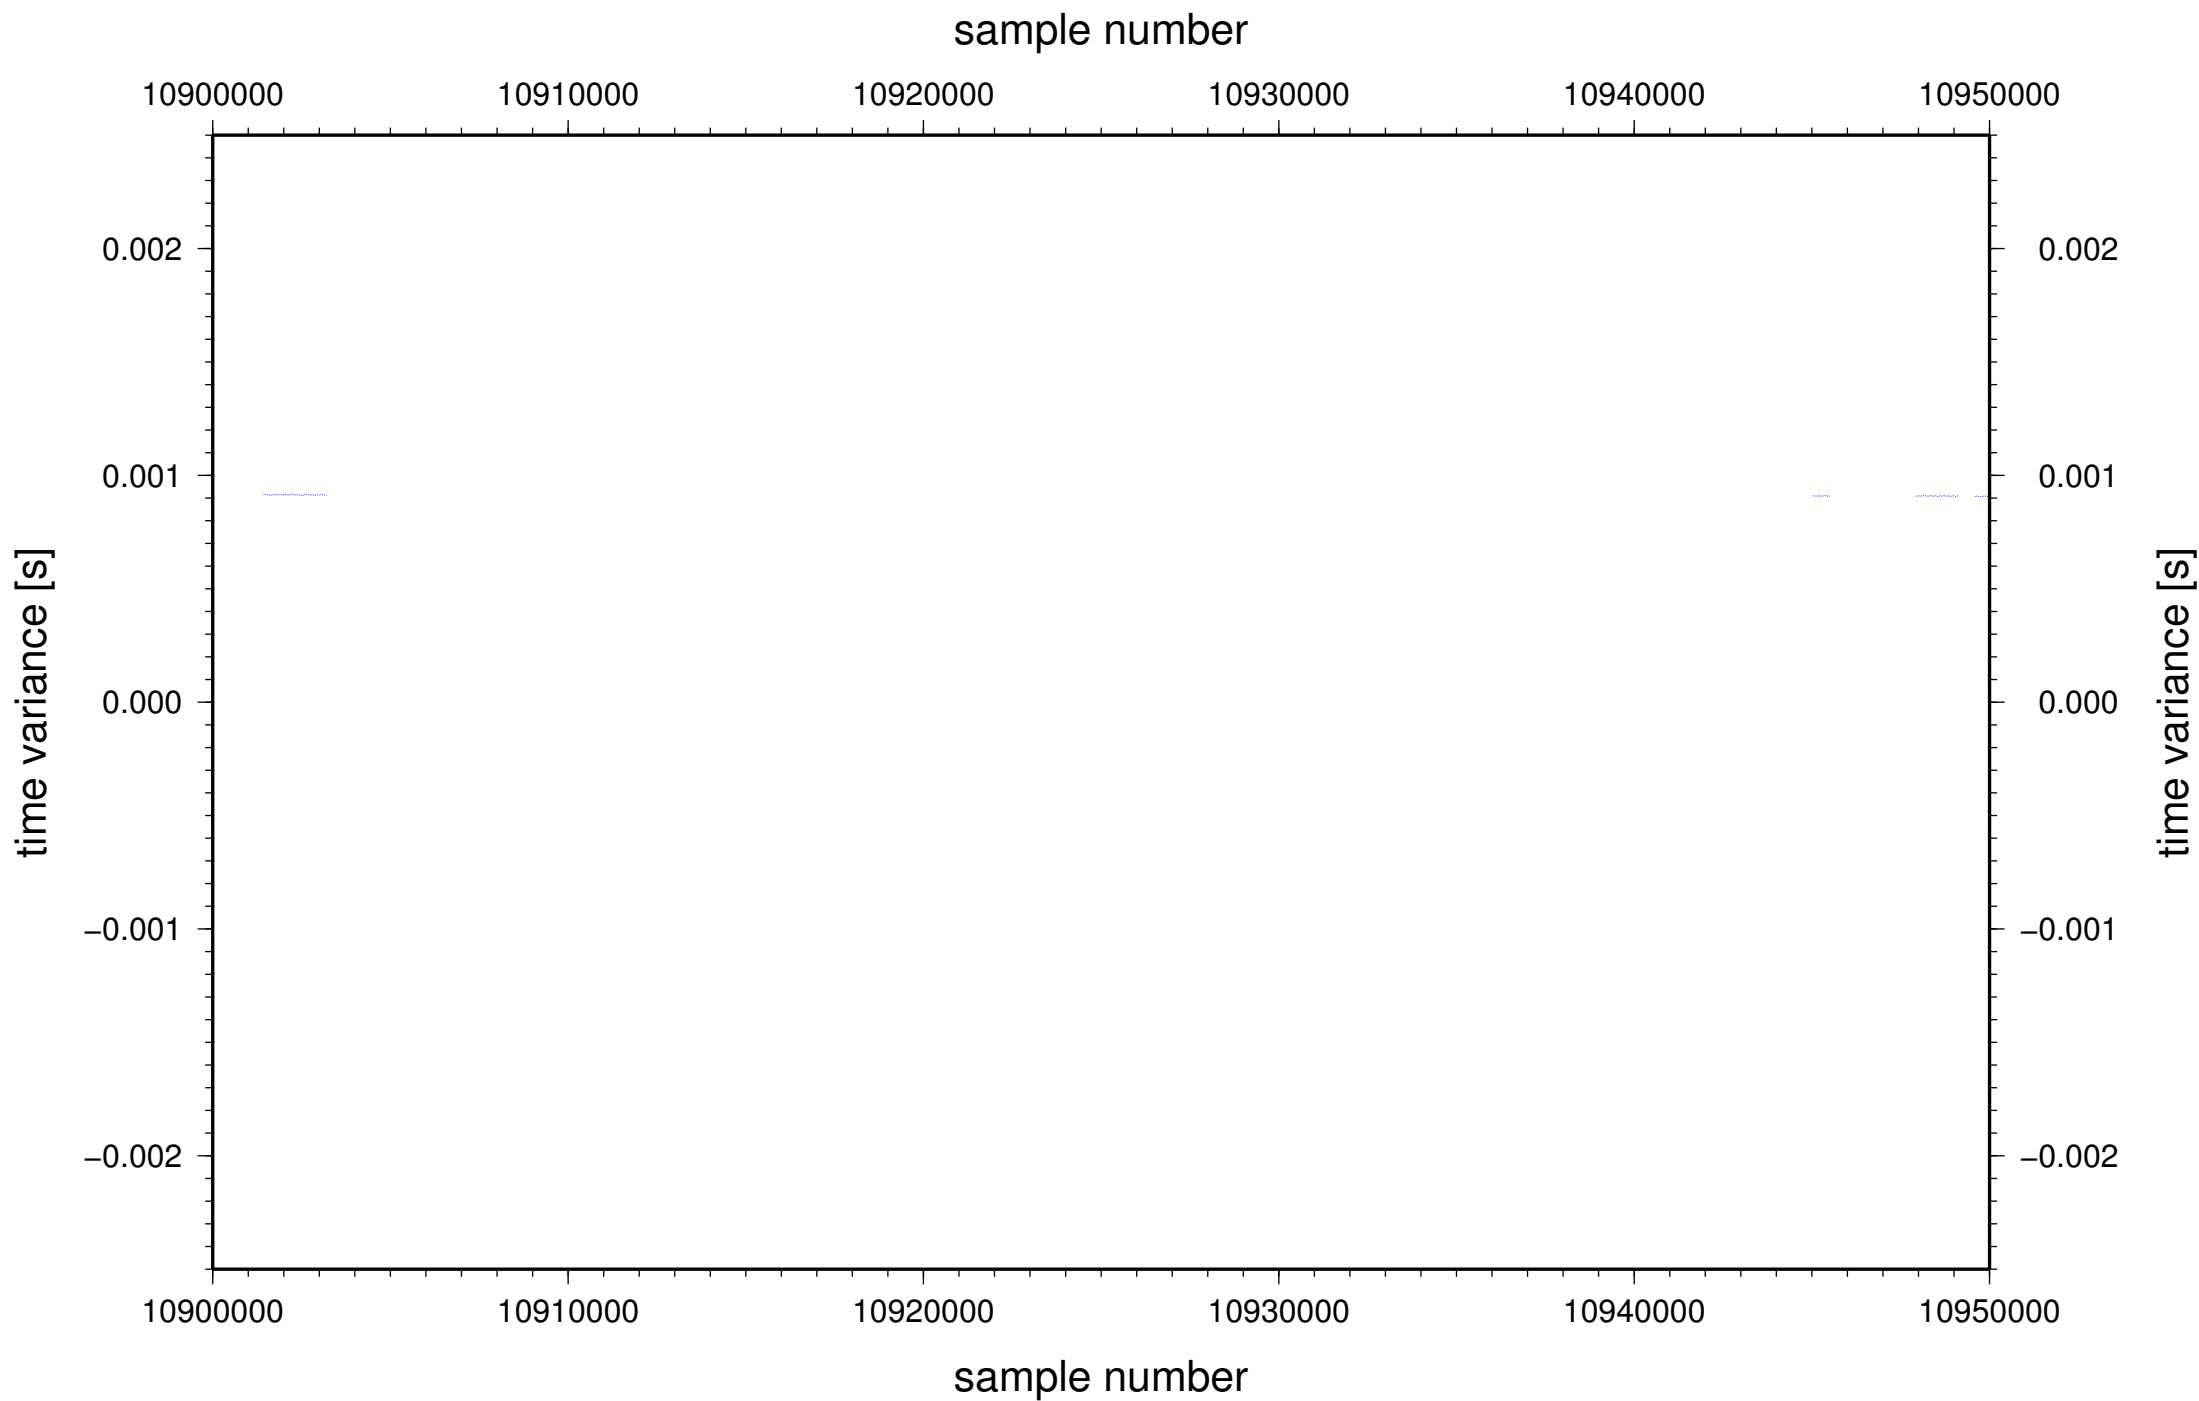 sample number
10900000 10910000 10920000 10930000 10940000 10950000
0.002 0.002
0.001 0.001
0.000 0.000
−0.001 −0.001
−0.002 −0.002
time variance [s]
time variance [s]
10900000 10910000 10920000 10930000 10940000 10950000
sample number